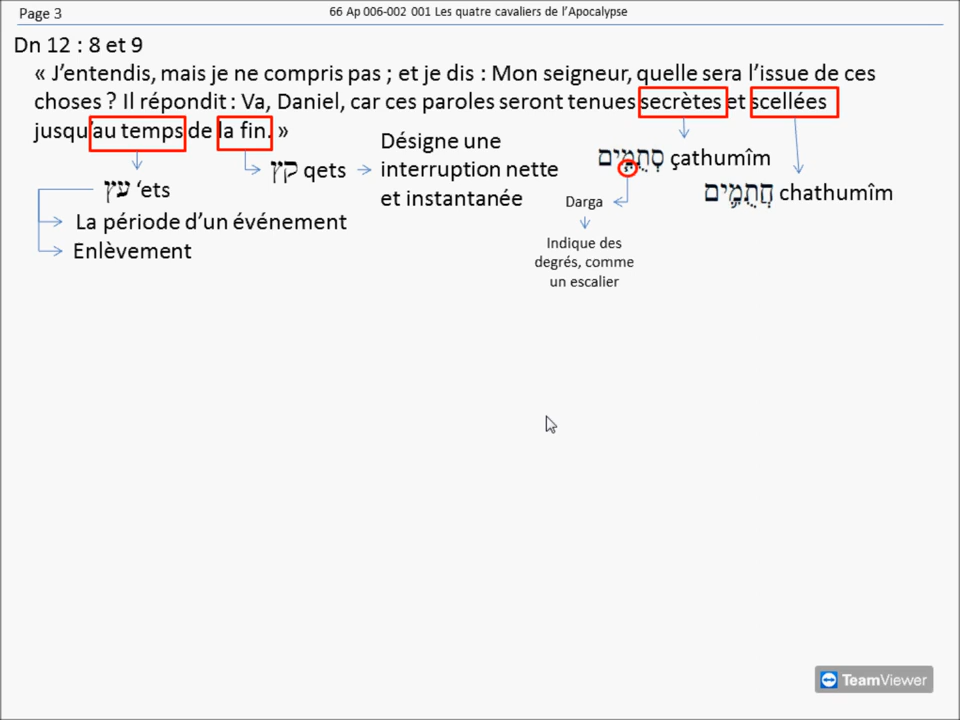 Page 3
66 Ap 006-002 001 Les quatre cavaliers de l’Apocalypse
Dn 12 : 8 et 9
« J’entendis, mais je ne compris pas ; et je dis : Mon seigneur, quelle sera l’issue de ces
choses ? Il répondit : Va, Daniel, car ces paroles seront tenues secrètes et scellées
jusqu’au temps de la fin. »
עץ ‘ets
La période d’un événement
Enlèvement
קץ qets
Désigne une
interruption nette
et instantanée
סְתֻמִ֧ים çathumîm
Darga
Indique des
degrés, comme
un escalier
חֲתֻמִ֛ים chathumîm
TeamViewer